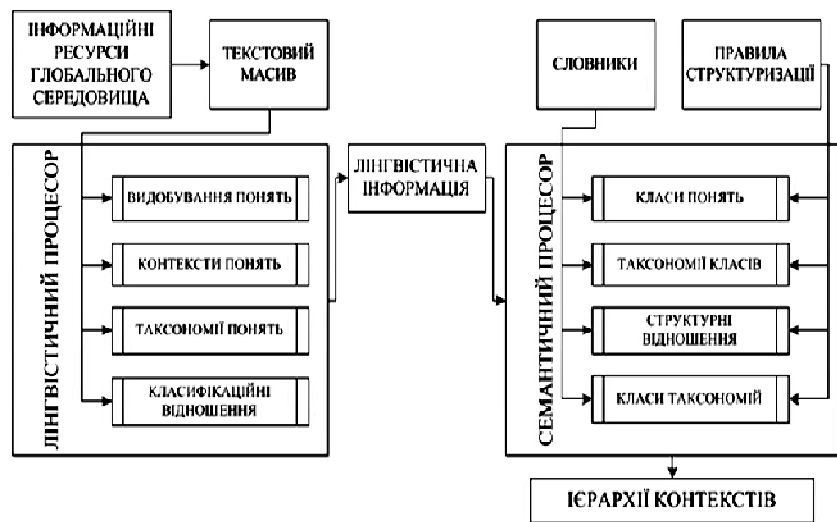 ІНФОРМАЦІЙНІ
РЕСУРСИ
ГЛОБАЛЬНОГО
СЕРЕДОВИЩА
ТЕКСТОВИЙ
МАСИВ
СЛОВНИКИ
ПРАВИЛА
СТРУКТУРИЗАЦІЇ
ЛІНГВІСТИЧНИЙ ПРОЦЕСОР
ВИДОБУВАННЯ ПОНЯТЬ
КОНТЕКСТИ ПОНЯТЬ
ТАКСОНОМІЇ ПОНЯТЬ
КЛАСИФІКАЦІЙНІ
ВІДНОШЕННЯ
ЛІНГВІСТИЧНА
ІНФОРМАЦІЯ
СЕМАНТИЧНИЙ ПРОЦЕСОР
КЛАСИ ПОНЯТЬ
ТАКСОНОМІЇ КЛАСІВ
СТРУКТУРНІ
ВІДНОШЕННЯ
КЛАСИ ТАКСОНОМІЙ
ІЄРАРХІЇ КОНТЕКСТІВ